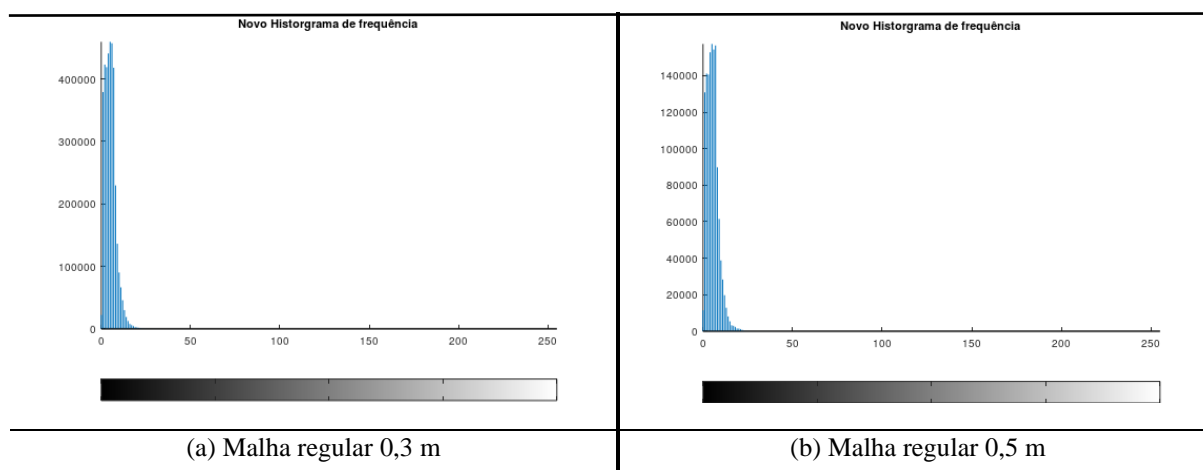 Novo Historgrama de frequência
400000
300000
200000
100000
0
0 50 100 150 200 250
(a) Malha regular 0,3 m
Novo Historgrama de frequência
140000
120000
100000
80000
60000
40000
20000
0
0 50 100 150 200 250
(b) Malha regular 0,5 m